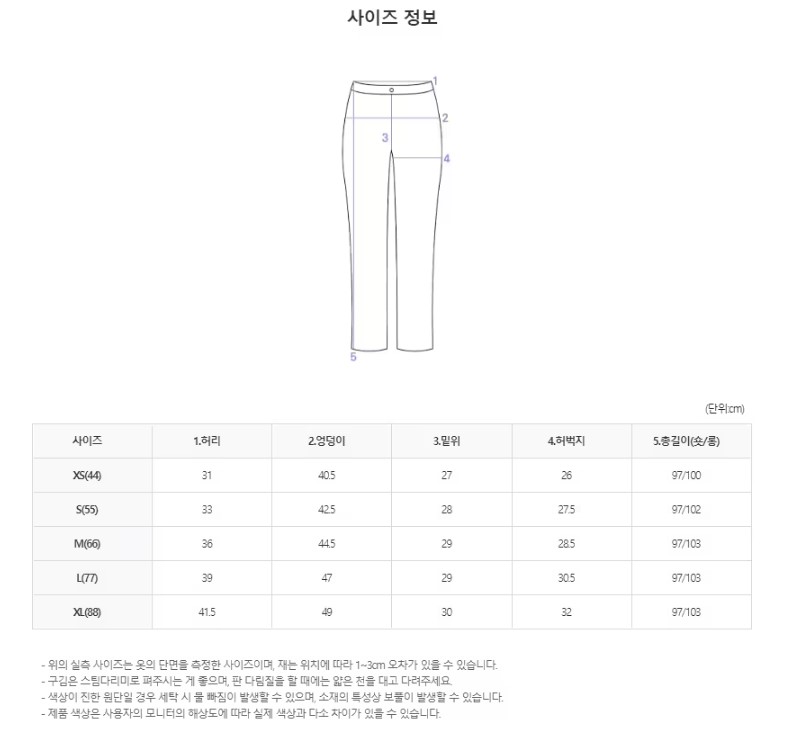 사이즈 정보
1
2
3
4
5
(단위:cm)
사이즈 1.허리 2.엉덩이 3.밑위 4.허벅지 5.총길이(숏/롱)
XS(44) 31 40.5 27 26 97/100
S(55) 33 42.5 28 27.5 97/102
M(66) 36 44.5 29 28.5 97/103
L(77) 39 47 29 30.5 97/103
XL(88) 41.5 49 30 32 97/103
- 위의 실측 사이즈는 옷의 단면을 측정한 사이즈이며, 재는 위치에 따라 1~3cm 오차가 있을 수 있습니다.
- 구김은 스팀다리미로 펴주시는 게 좋으며, 판 다림질을 할 때에는 얇은 천을 대고 다려주세요.
- 색상이 진한 원단일 경우 세탁 시 물 빠짐이 발생할 수 있으며, 소재의 특성상 보풀이 발생할 수 있습니다.
- 제품 색상은 사용자의 모니터의 해상도에 따라 실제 색상과 다소 차이가 있을 수 있습니다.